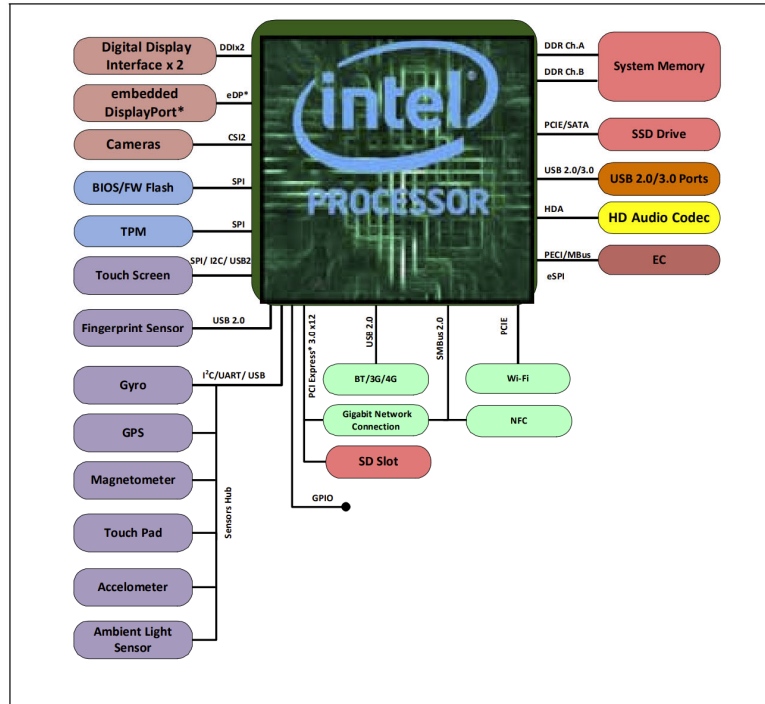 Digital Display
Interface x 2
DDIx2
embedded
DisplayPort*
eDP*
Cameras
CSI2
BIOS/FW Flash
SPI
TPM
SPI
Touch Screen
SPI/ I2C/ USB2
Fingerprint Sensor
USB 2.0
Gyro
I²C/UART/ USB
GPS
Magnetometer
Touch Pad
Accelometer
Ambient Light
Sensor
Sensors Hub
intel
PROCESSOR
DDR Ch.A
DDR Ch.B
System Memory
PCIE/SATA
SSD Drive
USB 2.0/3.0
USB 2.0/3.0 Ports
HDA
HD Audio Codec
PECI/MBus
eSPI
EC
PCI Express* 3.0 x12
USB 2.0
SMBus 2.0
PCIE
BT/3G/4G
Wi-Fi
Gigabit Network
Connection
NFC
SD Slot
GPIO